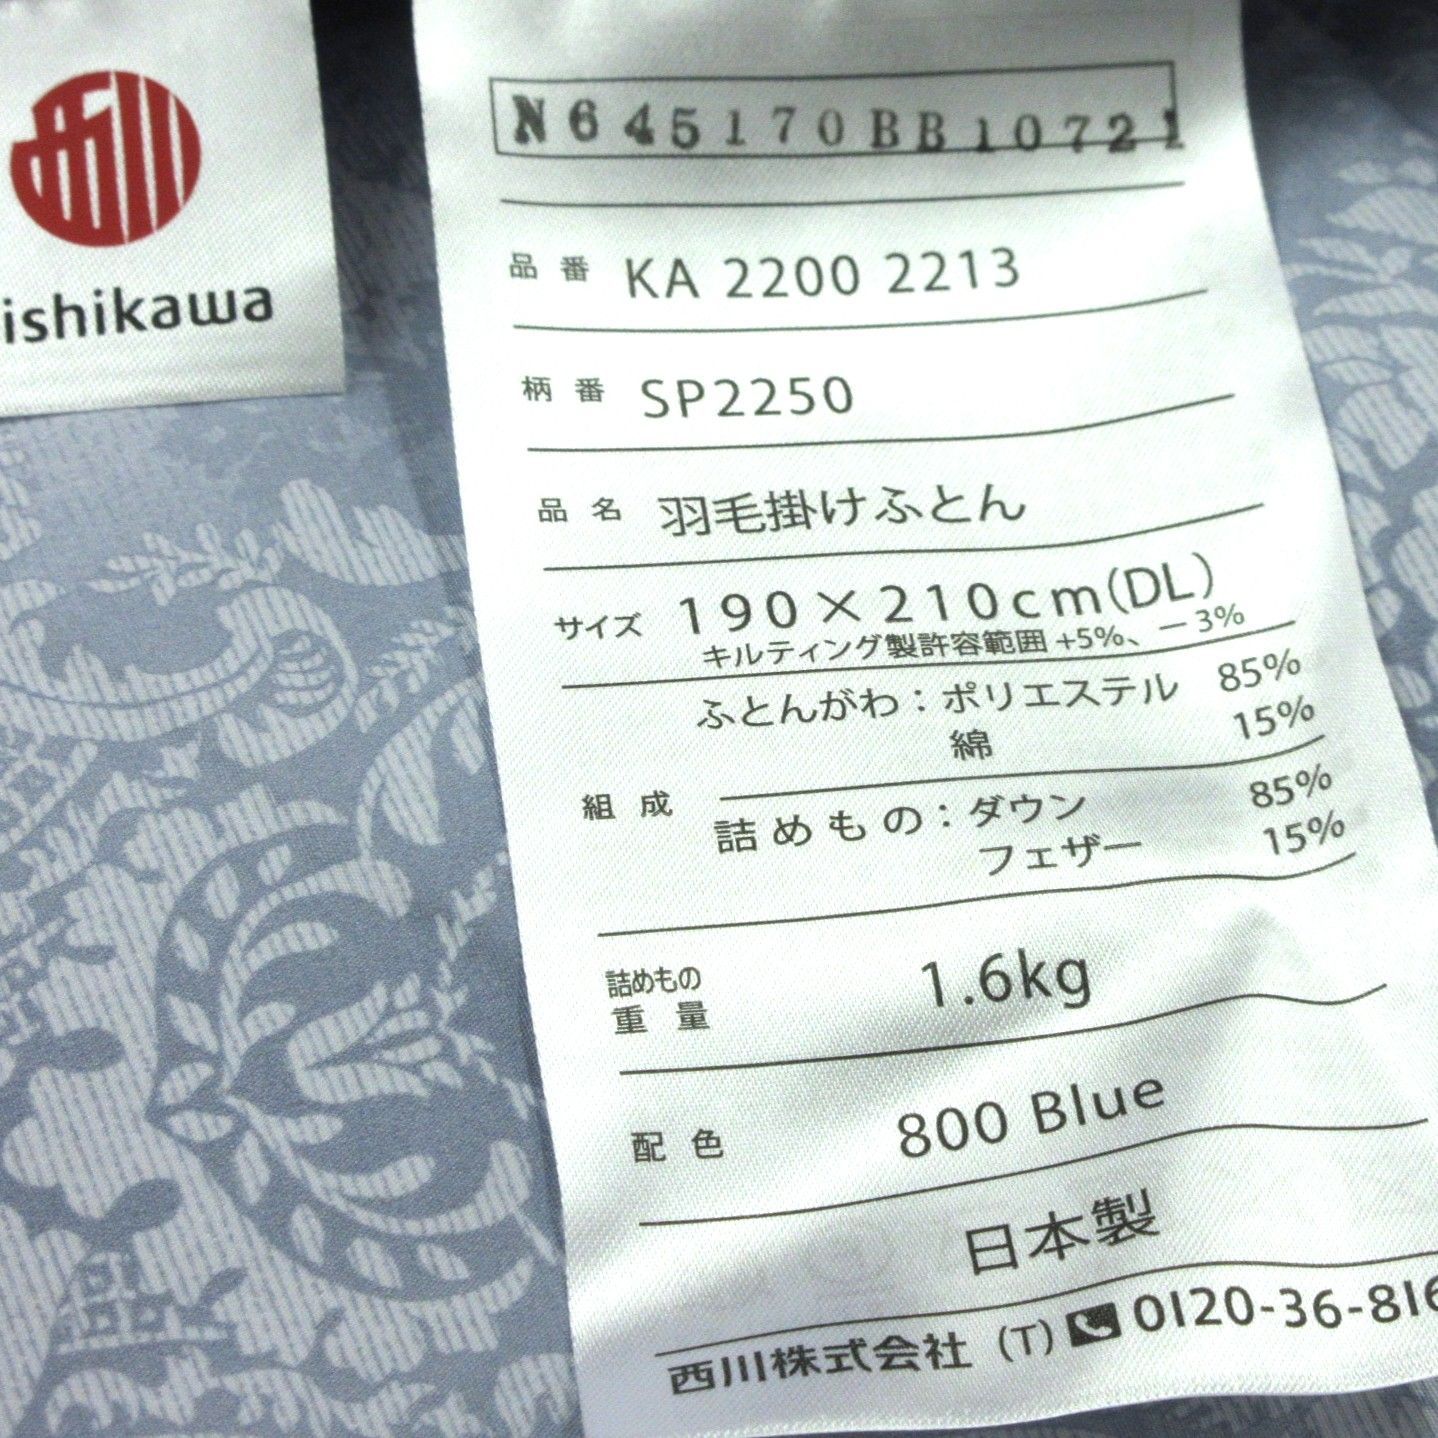 ishikawa
N645170BB10721
品番 KA 2200 2213
柄番 SP2250
品名 羽毛掛けふとん
サイズ 190×210cm(DL)
キルティング製許容範囲 +5%、－3%
ふとんがわ：ポリエステル 85%
綿 15%
組成
詰めもの：ダウン 85%
フェザー 15%
詰めもの
重量 1.6kg
配色 800 Blue
日本製
西川株式会社 (T) 0120-36-816